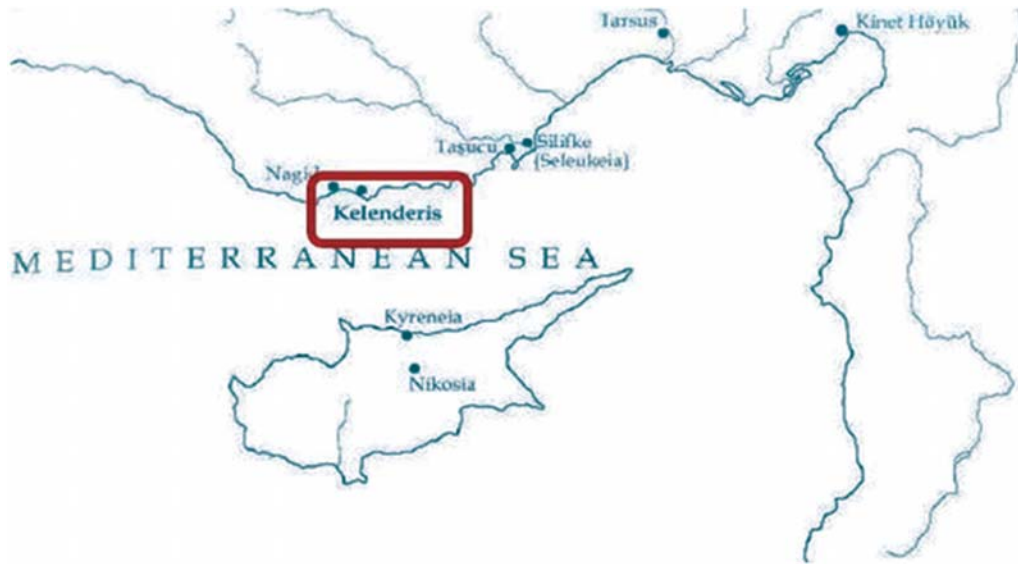 Tarsus
Kinet Höyük
Taşucu
Silifke
(Seleukeia)
Kelenderis
MEDITERRANEAN SEA
Kyreneia
Nikosia